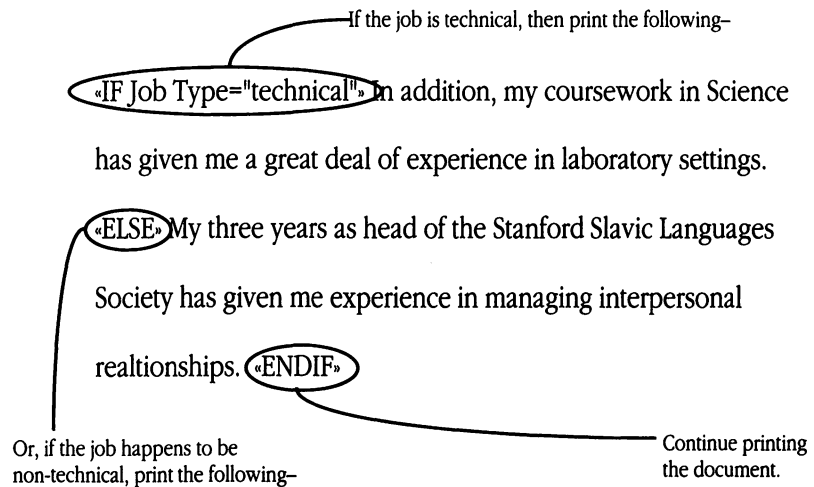 If the job is technical, then print the following–
«IF Job Type="technical"» In addition, my coursework in Science
has given me a great deal of experience in laboratory settings.
«ELSE» My three years as head of the Stanford Slavic Languages
Society has given me experience in managing interpersonal
realtionships. «ENDIF»
Or, if the job happens to be
non-technical, print the following–
Continue printing
the document.